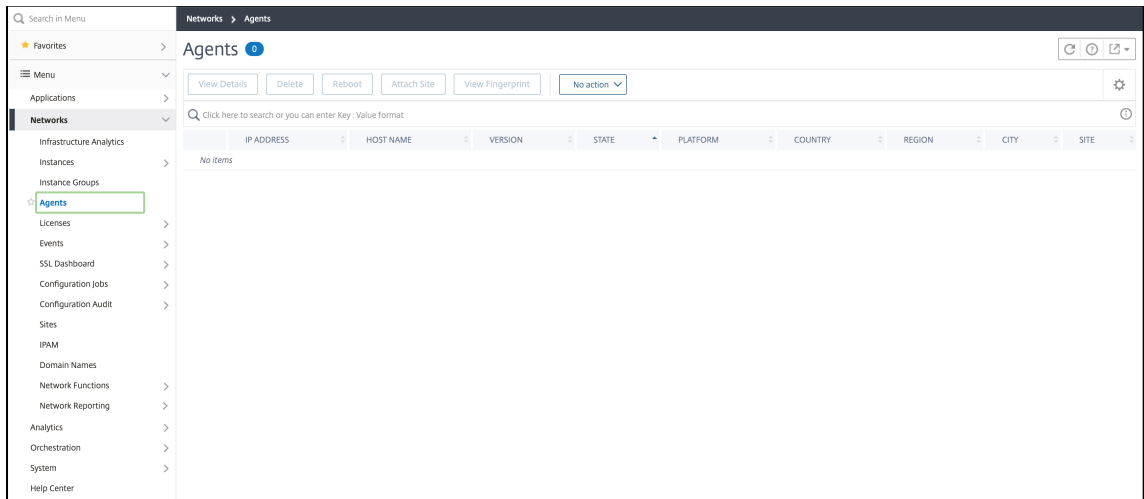 Search in Menu
Networks > Agents
Favorites
Agents 0
Menu
View Details Delete Reboot Attach Site View Fingerprint No action
Applications
Click here to search or you can enter Key : Value format
Networks
IP ADDRESS HOST NAME VERSION STATE PLATFORM COUNTRY REGION CITY SITE
Infrastructure Analytics
No items
Instances
Instance Groups
Agents
Licenses
Events
SSL Dashboard
Configuration Jobs
Configuration Audit
Sites
IPAM
Domain Names
Network Functions
Network Reporting
Analytics
Orchestration
System
Help Center